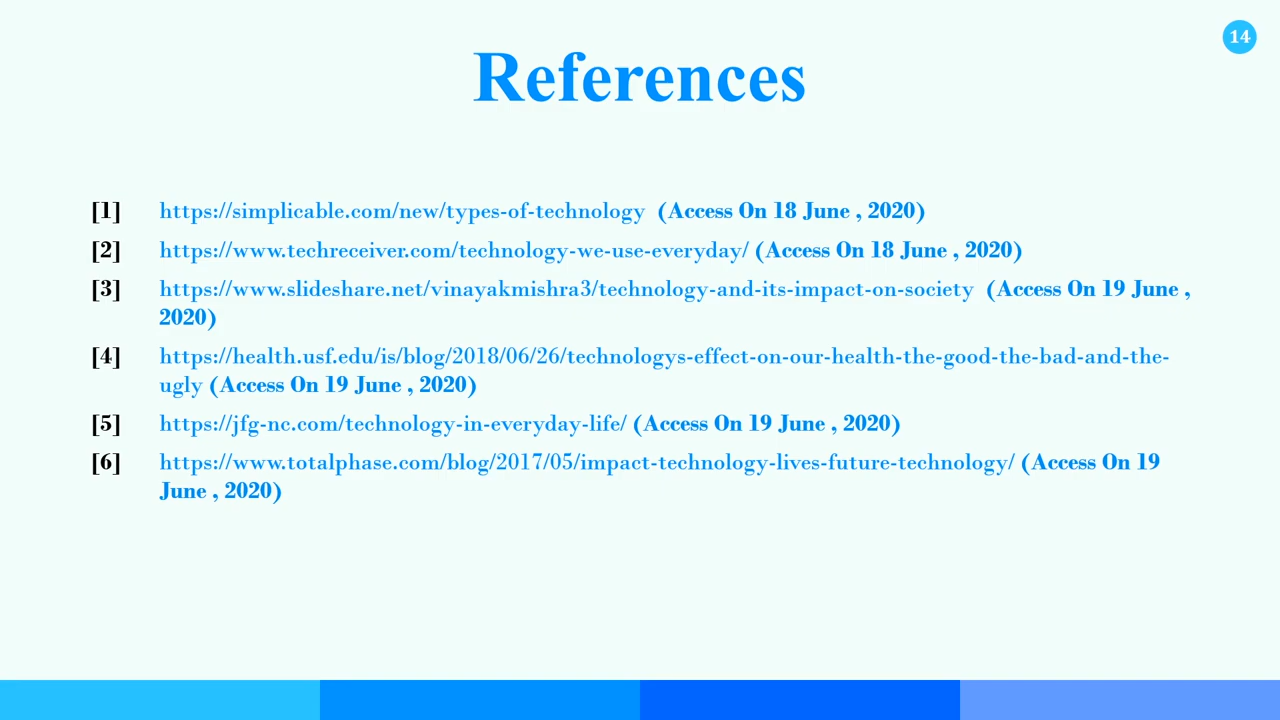 14
References
[1] https://simplicable.com/new/types-of-technology (Access On 18 June , 2020)
[2] https://www.techreceiver.com/technology-we-use-everyday/ (Access On 18 June , 2020)
[3] https://www.slideshare.net/vinayakmishra3/technology-and-its-impact-on-society (Access On 19 June ,
2020)
[4] https://health.usf.edu/is/blog/2018/06/26/technologys-effect-on-our-health-the-good-the-bad-and-the-
ugly (Access On 19 June , 2020)
[5] https://jfg-nc.com/technology-in-everyday-life/ (Access On 19 June , 2020)
[6] https://www.totalphase.com/blog/2017/05/impact-technology-lives-future-technology/ (Access On 19
June , 2020)